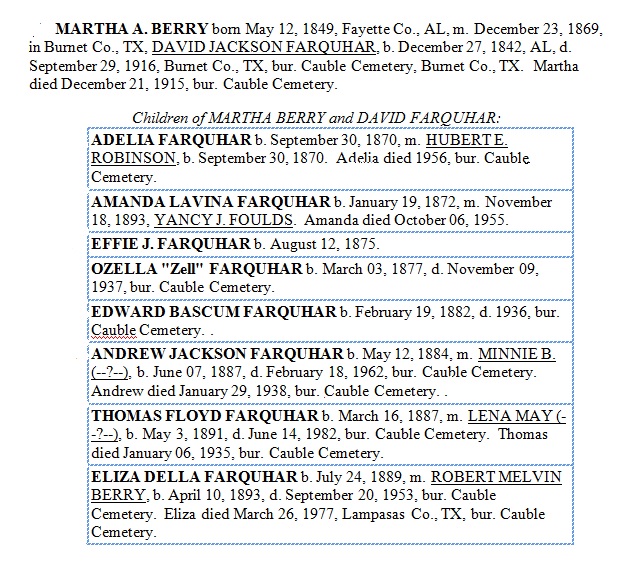 MARTHA A. BERRY born May 12, 1849, Fayette Co., AL, m. December 23, 1869,
in Burnet Co., TX, DAVID JACKSON FARQUHAR, b. December 27, 1842, AL, d.
September 29, 1916, Burnet Co., TX, bur. Cauble Cemetery, Burnet Co., TX. Martha
died December 21, 1915, bur. Cauble Cemetery.
Children of MARTHA BERRY and DAVID FARQUHAR:
ADELIA FARQUHAR b. September 30, 1870, m. HUBERT E.
ROBINSON, b. September 30, 1870. Adelia died 1956, bur. Cauble
Cemetery.
AMANDA LAVINA FARQUHAR b. January 19, 1872, m. November
18, 1893, YANCY J. FOULDS. Amanda died October 06, 1955.
EFFIE J. FARQUHAR b. August 12, 1875.
OZELLA "Zell" FARQUHAR b. March 03, 1877, d. November 09,
1937, bur. Cauble Cemetery.
EDWARD BASCUM FARQUHAR b. February 19, 1882, d. 1936, bur.
Cauble Cemetery. .
ANDREW JACKSON FARQUHAR b. May 12, 1884, m. MINNIE B.
(--?--), b. June 07, 1887, d. February 18, 1962, bur. Cauble Cemetery.
Andrew died January 29, 1938, bur. Cauble Cemetery. .
THOMAS FLOYD FARQUHAR b. March 16, 1887, m. LENA MAY (-
-?--), b. May 3, 1891, d. June 14, 1982, bur. Cauble Cemetery. Thomas
died January 06, 1935, bur. Cauble Cemetery.
ELIZA DELLA FARQUHAR b. July 24, 1889, m. ROBERT MELVIN
BERRY, b. April 10, 1893, d. September 20, 1953, bur. Cauble
Cemetery. Eliza died March 26, 1977, Lampasas Co., TX, bur. Cauble
Cemetery.